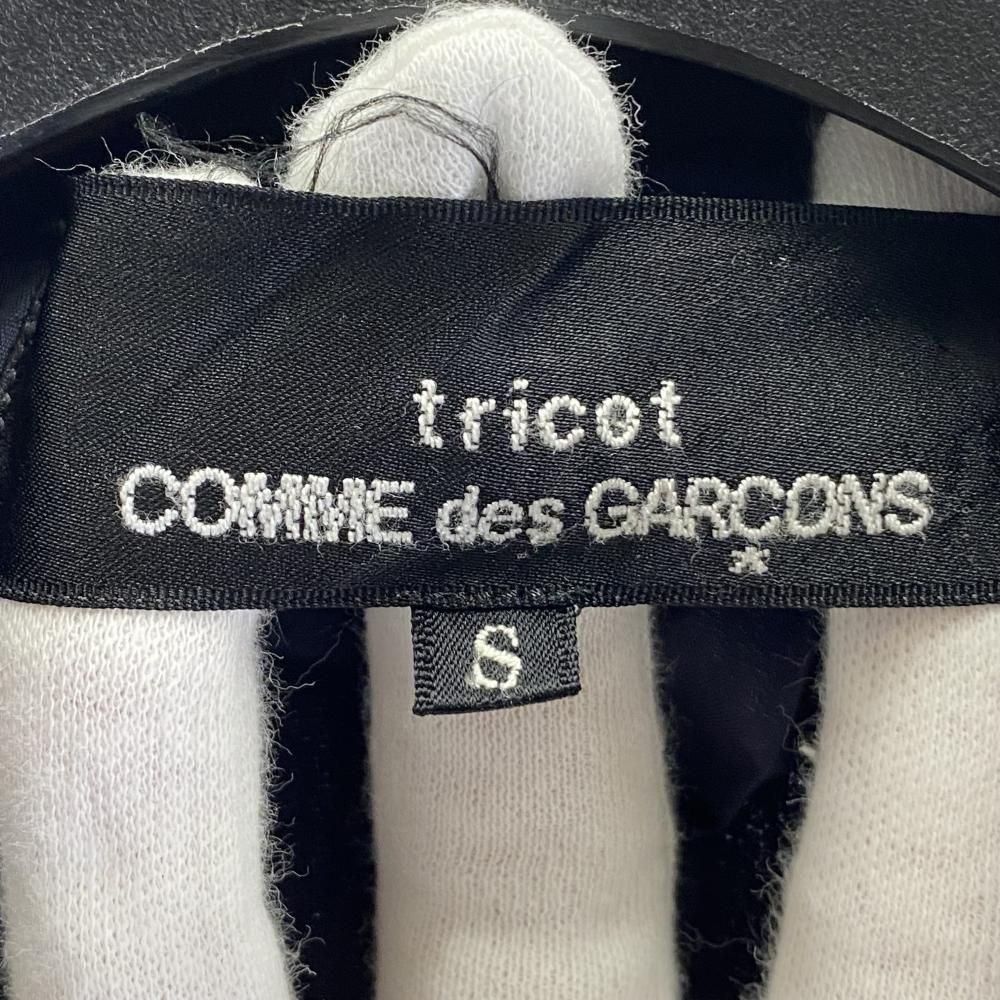 tricot
COMME des GARÇONS
*
S